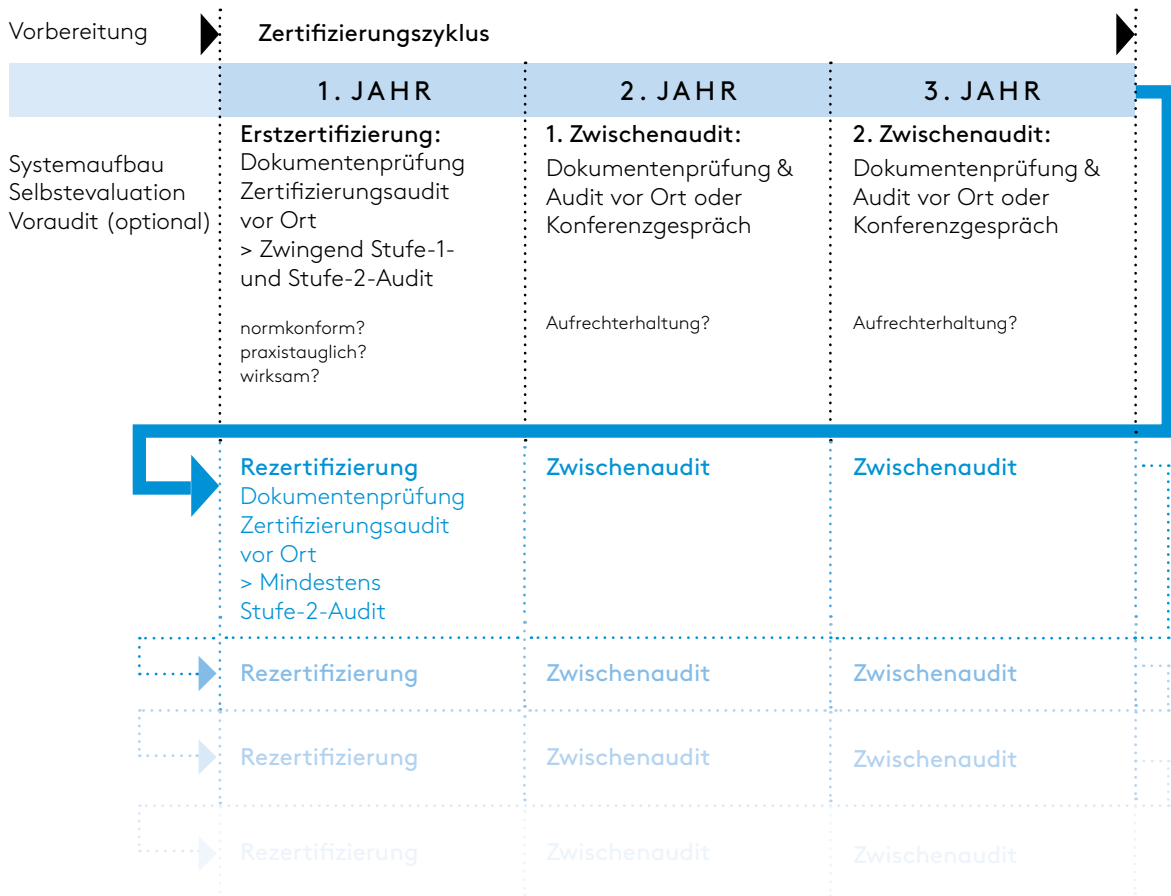 Vorbereitung
Zertifizierungszyklus
1. JAHR
2. JAHR
3. JAHR
Systemaufbau
Selbstevaluation
Voraudit (optional)
Erstzertifizierung:
Dokumentenprüfung
Zertifizierungsaudit
vor Ort
> Zwingend Stufe-1-
und Stufe-2-Audit
normkonform?
praxistauglich?
wirksam?
1. Zwischenaudit:
Dokumentenprüfung &
Audit vor Ort oder
Konferenzgespräch
Aufrechterhaltung?
2. Zwischenaudit:
Dokumentenprüfung &
Audit vor Ort oder
Konferenzgespräch
Aufrechterhaltung?
Rezertifizierung
Dokumentenprüfung
Zertifizierungsaudit
vor Ort
> Mindestens
Stufe-2-Audit
Zwischenaudit
Zwischenaudit
Rezertifizierung
Zwischenaudit
Zwischenaudit
Rezertifizierung
Zwischenaudit
Zwischenaudit
Rezertifizierung
Zwischenaudit
Zwischenaudit